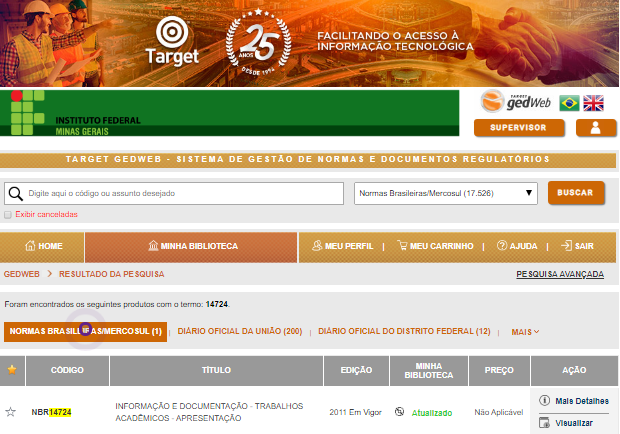 Target
25
ANOS
DESDE 1994
FACILITANDO O ACESSO À
INFORMAÇÃO TECNOLÓGICA
INSTITUTO FEDERAL
MINAS GERAIS
TARGET
gedWeb
SUPERVISOR
TARGET GEDWEB - SISTEMA DE GESTÃO DE NORMAS E DOCUMENTOS REGULATÓRIOS
Digite aqui o código ou assunto desejado
Normas Brasileiras/Mercosul (17.526)
BUSCAR
Exibir canceladas
HOME
MINHA BIBLIOTECA
MEU PERFIL | MEU CARRINHO | AJUDA | SAIR
GEDWEB > RESULTADO DA PESQUISA
PESQUISA AVANÇADA
Foram encontrados os seguintes produtos com o termo: 14724.
NORMAS BRASILEIRAS/MERCOSUL (1) | DIÁRIO OFICIAL DA UNIÃO (200) | DIÁRIO OFICIAL DO DISTRITO FEDERAL (12) | MAIS
CÓDIGO
TÍTULO
EDIÇÃO
MINHA
BIBLIOTECA
PREÇO
AÇÃO
NBR14724
INFORMAÇÃO E DOCUMENTAÇÃO - TRABALHOS
ACADÊMICOS - APRESENTAÇÃO
2011 Em Vigor
Atualizado
Não Aplicável
Mais Detalhes
Visualizar